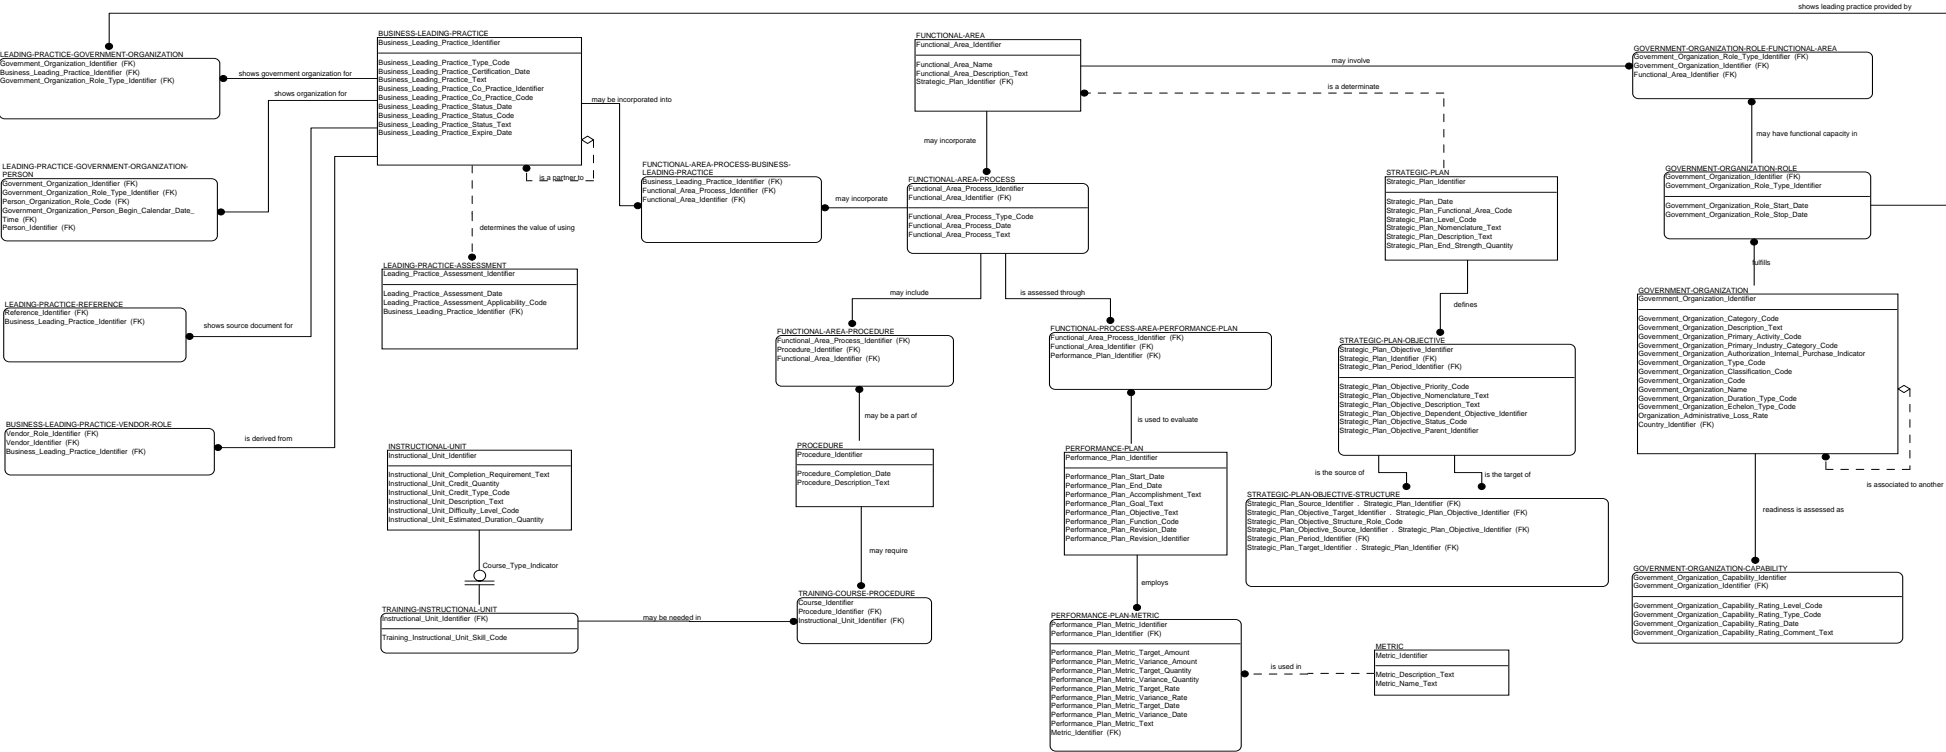 shows leading practice provided by
LEADING-PRACTICE-GOVERNMENT-ORGANIZATION
Government_Organization_Identifier (FK)
Business_Leading_Practice_Identifier (FK)
Government_Organization_Role_Type_Identifier (FK)
shows government organization for
shows organization for
LEADING-PRACTICE-GOVERNMENT-ORGANIZATION-
PERSON
Government_Organization_Identifier (FK)
Government_Organization_Role_Type_Identifier (FK)
Person_Organization_Role_Code (FK)
Government_Organization_Person_Begin_Calendar_Date_
Time (FK)
Person_Identifier (FK)
LEADING-PRACTICE-REFERENCE
Reference_Identifier (FK)
Business_Leading_Practice_Identifier (FK)
shows source document for
BUSINESS-LEADING-PRACTICE-VENDOR-ROLE
Vendor_Role_Identifier (FK)
Vendor_Identifier (FK)
Business_Leading_Practice_Identifier (FK)
is derived from
BUSINESS-LEADING-PRACTICE
Business_Leading_Practice_Identifier
Business_Leading_Practice_Type_Code
Business_Leading_Practice_Certification_Date
Business_Leading_Practice_Text
Business_Leading_Practice_Co_Practice_Identifier
Business_Leading_Practice_Co_Practice_Code
Business_Leading_Practice_Status_Date
Business_Leading_Practice_Status_Code
Business_Leading_Practice_Status_Text
Business_Leading_Practice_Expire_Date
may be incorporated into
is a partner to
determines the value of using
LEADING-PRACTICE-ASSESSMENT
Leading_Practice_Assessment_Identifier
Leading_Practice_Assessment_Date
Leading_Practice_Assessment_Applicability_Code
Business_Leading_Practice_Identifier (FK)
INSTRUCTIONAL-UNIT
Instructional_Unit_Identifier
Instructional_Unit_Completion_Requirement_Text
Instructional_Unit_Credit_Quantity
Instructional_Unit_Credit_Type_Code
Instructional_Unit_Description_Text
Instructional_Unit_Difficulty_Level_Code
Instructional_Unit_Estimated_Duration_Quantity
Course_Type_Indicator
TRAINING-INSTRUCTIONAL-UNIT
Instructional_Unit_Identifier (FK)
Training_Instructional_Unit_Skill_Code
may be needed in
FUNCTIONAL-AREA-PROCESS-BUSINESS-
LEADING-PRACTICE
Business_Leading_Practice_Identifier (FK)
Functional_Area_Process_Identifier (FK)
Functional_Area_Identifier (FK)
may incorporate
FUNCTIONAL-AREA
Functional_Area_Identifier
Functional_Area_Name
Functional_Area_Description_Text
Strategic_Plan_Identifier (FK)
may involve
is a determinate
may incorporate
FUNCTIONAL-AREA-PROCESS
Functional_Area_Process_Identifier
Functional_Area_Identifier (FK)
Functional_Area_Process_Type_Code
Functional_Area_Process_Date
Functional_Area_Process_Text
may include
is assessed through
FUNCTIONAL-AREA-PROCEDURE
Functional_Area_Process_Identifier (FK)
Procedure_Identifier (FK)
Functional_Area_Identifier (FK)
may be a part of
PROCEDURE
Procedure_Identifier
Procedure_Completion_Date
Procedure_Description_Text
may require
TRAINING-COURSE-PROCEDURE
Course_Identifier
Procedure_Identifier (FK)
Instructional_Unit_Identifier (FK)
FUNCTIONAL-PROCESS-AREA-PERFORMANCE-PLAN
Functional_Area_Process_Identifier (FK)
Functional_Area_Identifier (FK)
Performance_Plan_Identifier (FK)
is used to evaluate
PERFORMANCE-PLAN
Performance_Plan_Identifier
Performance_Plan_Start_Date
Performance_Plan_End_Date
Performance_Plan_Accomplishment_Text
Performance_Plan_Goal_Text
Performance_Plan_Objective_Text
Performance_Plan_Function_Code
Performance_Plan_Revision_Date
Performance_Plan_Revision_Identifier
employs
PERFORMANCE-PLAN-METRIC
Performance_Plan_Metric_Identifier
Performance_Plan_Identifier (FK)
Performance_Plan_Metric_Target_Amount
Performance_Plan_Metric_Variance_Amount
Performance_Plan_Metric_Target_Quantity
Performance_Plan_Metric_Variance_Quantity
Performance_Plan_Metric_Target_Rate
Performance_Plan_Metric_Variance_Rate
Performance_Plan_Metric_Target_Date
Performance_Plan_Metric_Variance_Date
Performance_Plan_Metric_Text
Metric_Identifier (FK)
is used in
METRIC
Metric_Identifier
Metric_Description_Text
Metric_Name_Text
STRATEGIC-PLAN
Strategic_Plan_Identifier
Strategic_Plan_Date
Strategic_Plan_Functional_Area_Code
Strategic_Plan_Level_Code
Strategic_Plan_Nomenclature_Text
Strategic_Plan_Description_Text
Strategic_Plan_End_Strength_Quantity
defines
STRATEGIC-PLAN-OBJECTIVE
Strategic_Plan_Objective_Identifier
Strategic_Plan_Identifier (FK)
Strategic_Plan_Period_Identifier (FK)
Strategic_Plan_Objective_Priority_Code
Strategic_Plan_Objective_Nomenclature_Text
Strategic_Plan_Objective_Description_Text
Strategic_Plan_Objective_Dependent_Objective_Identifier
Strategic_Plan_Objective_Status_Code
Strategic_Plan_Objective_Parent_Identifier
is the source of
is the target of
STRATEGIC-PLAN-OBJECTIVE-STRUCTURE
Strategic_Plan_Source_Identifier . Strategic_Plan_Identifier (FK)
Strategic_Plan_Objective_Target_Identifier . Strategic_Plan_Objective_Identifier (FK)
Strategic_Plan_Objective_Structure_Role_Code
Strategic_Plan_Objective_Source_Identifier . Strategic_Plan_Objective_Identifier (FK)
Strategic_Plan_Period_Identifier (FK)
Strategic_Plan_Target_Identifier . Strategic_Plan_Identifier (FK)
GOVERNMENT-ORGANIZATION-ROLE-FUNCTIONAL-AREA
Government_Organization_Role_Type_Identifier (FK)
Government_Organization_Identifier (FK)
Functional_Area_Identifier (FK)
may have functional capacity in
GOVERNMENT-ORGANIZATION-ROLE
Government_Organization_Identifier (FK)
Government_Organization_Role_Type_Identifier
Government_Organization_Role_Start_Date
Government_Organization_Role_Stop_Date
fulfills
GOVERNMENT-ORGANIZATION
Government_Organization_Identifier
Government_Organization_Category_Code
Government_Organization_Description_Text
Government_Organization_Primary_Activity_Code
Government_Organization_Primary_Industry_Category_Code
Government_Organization_Authorization_Internal_Purchase_Indicator
Government_Organization_Type_Code
Government_Organization_Classification_Code
Government_Organization_Code
Government_Organization_Name
Government_Organization_Duration_Type_Code
Government_Organization_Echelon_Type_Code
Organization_Administrative_Loss_Rate
Country_Identifier (FK)
is associated to another
readiness is assessed as
GOVERNMENT-ORGANIZATION-CAPABILITY
Government_Organization_Capability_Identifier
Government_Organization_Identifier (FK)
Government_Organization_Capability_Rating_Level_Code
Government_Organization_Capability_Rating_Type_Code
Government_Organization_Capability_Rating_Date
Government_Organization_Capability_Rating_Comment_Text